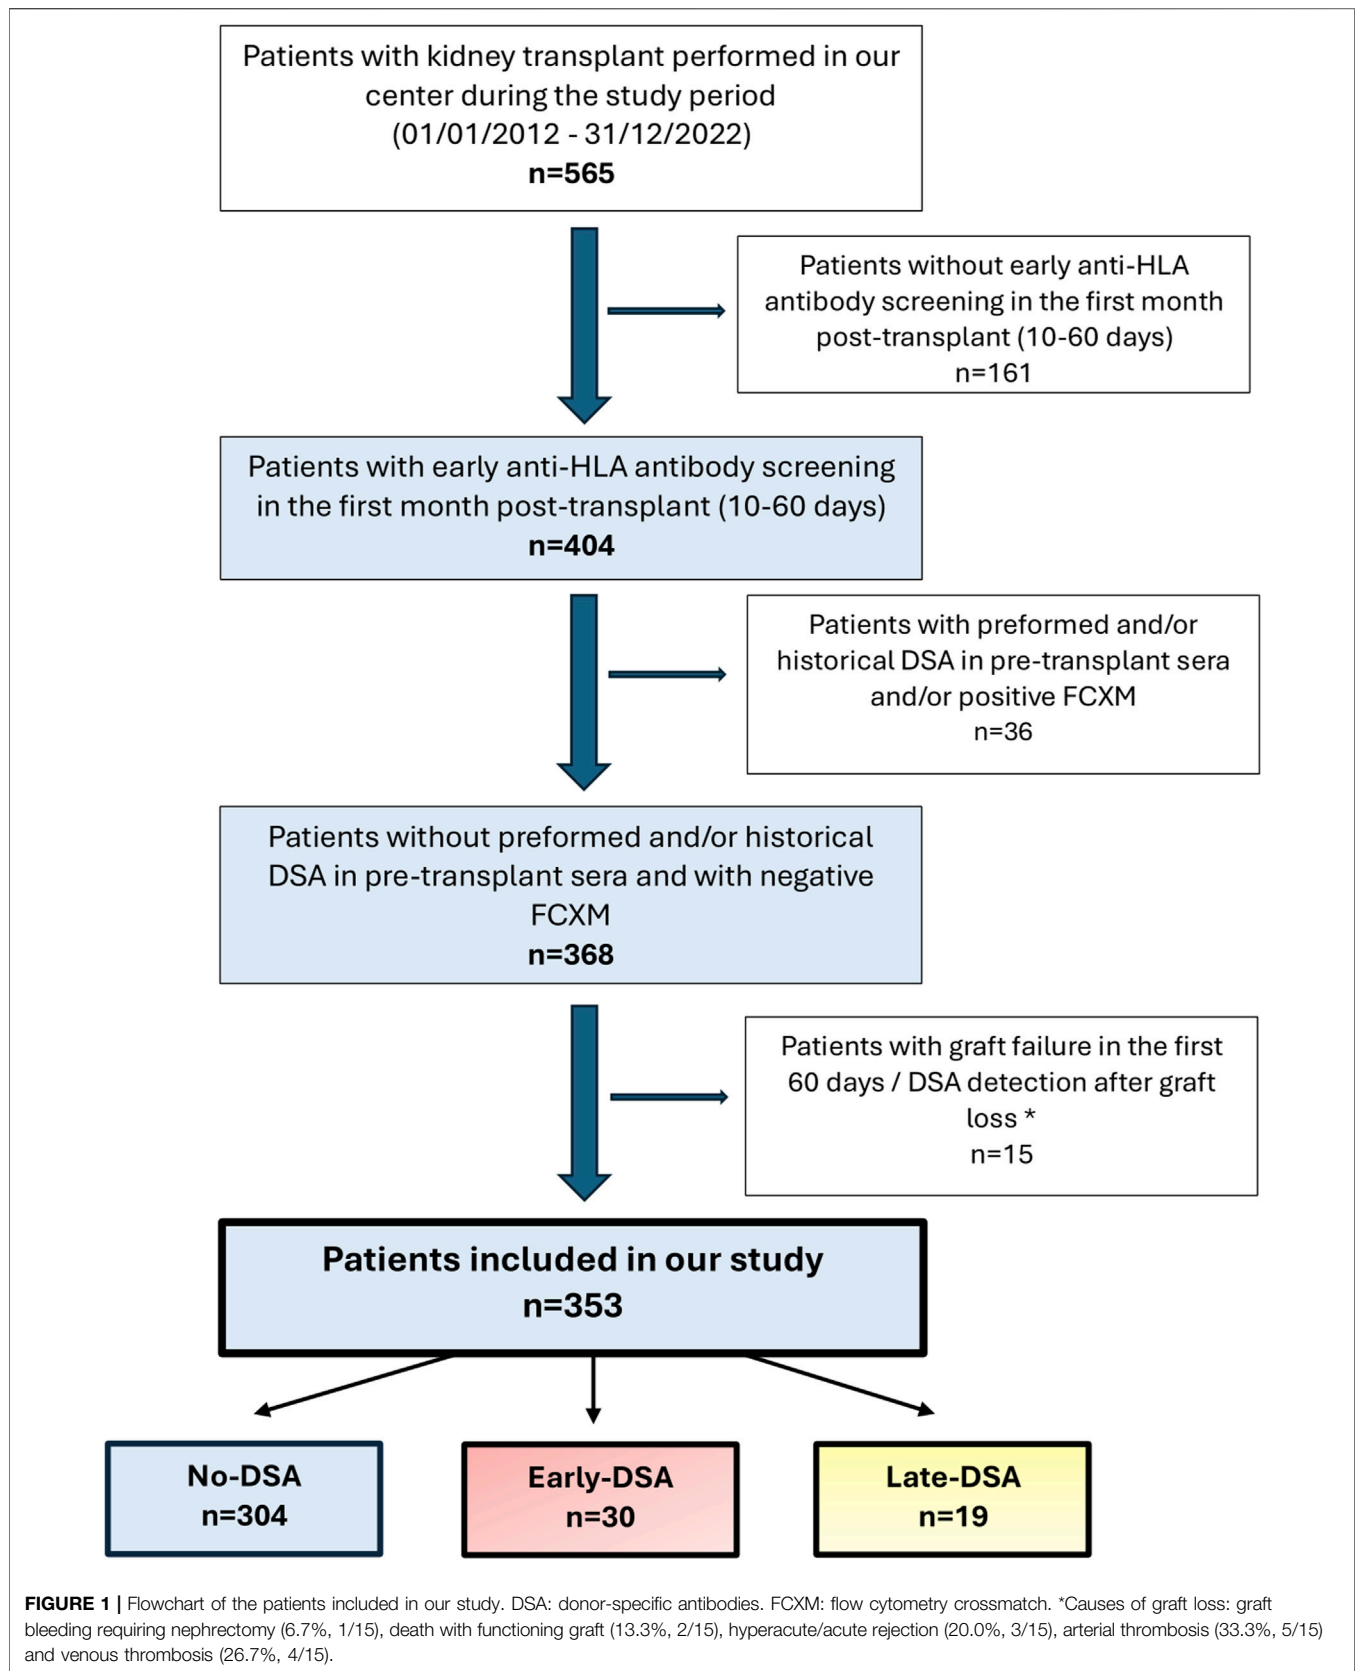 Patients with kidney transplant performed in our
center during the study period
(01/01/2012 - 31/12/2022)
n=565
Patients without early anti-HLA
antibody screening in the first month
post-transplant (10-60 days)
n=161
Patients with early anti-HLA antibody screening
in the first month post-transplant (10-60 days)
n=404
Patients with preformed and/or
historical DSA in pre-transplant sera
and/or positive FCXM
n=36
Patients without preformed and/or historical
DSA in pre-transplant sera and with negative
FCXM
n=368
Patients with graft failure in the first
60 days / DSA detection after graft
loss *
n=15
Patients included in our study
n=353
No-DSA
n=304
Early-DSA
n=30
Late-DSA
n=19
FIGURE 1 | Flowchart of the patients included in our study. DSA: donor-specific antibodies. FCXM: flow cytometry crossmatch. *Causes of graft loss: graft
bleeding requiring nephrectomy (6.7%, 1/15), death with functioning graft (13.3%, 2/15), hyperacute/acute rejection (20.0%, 3/15), arterial thrombosis (33.3%, 5/15)
and venous thrombosis (26.7%, 4/15).